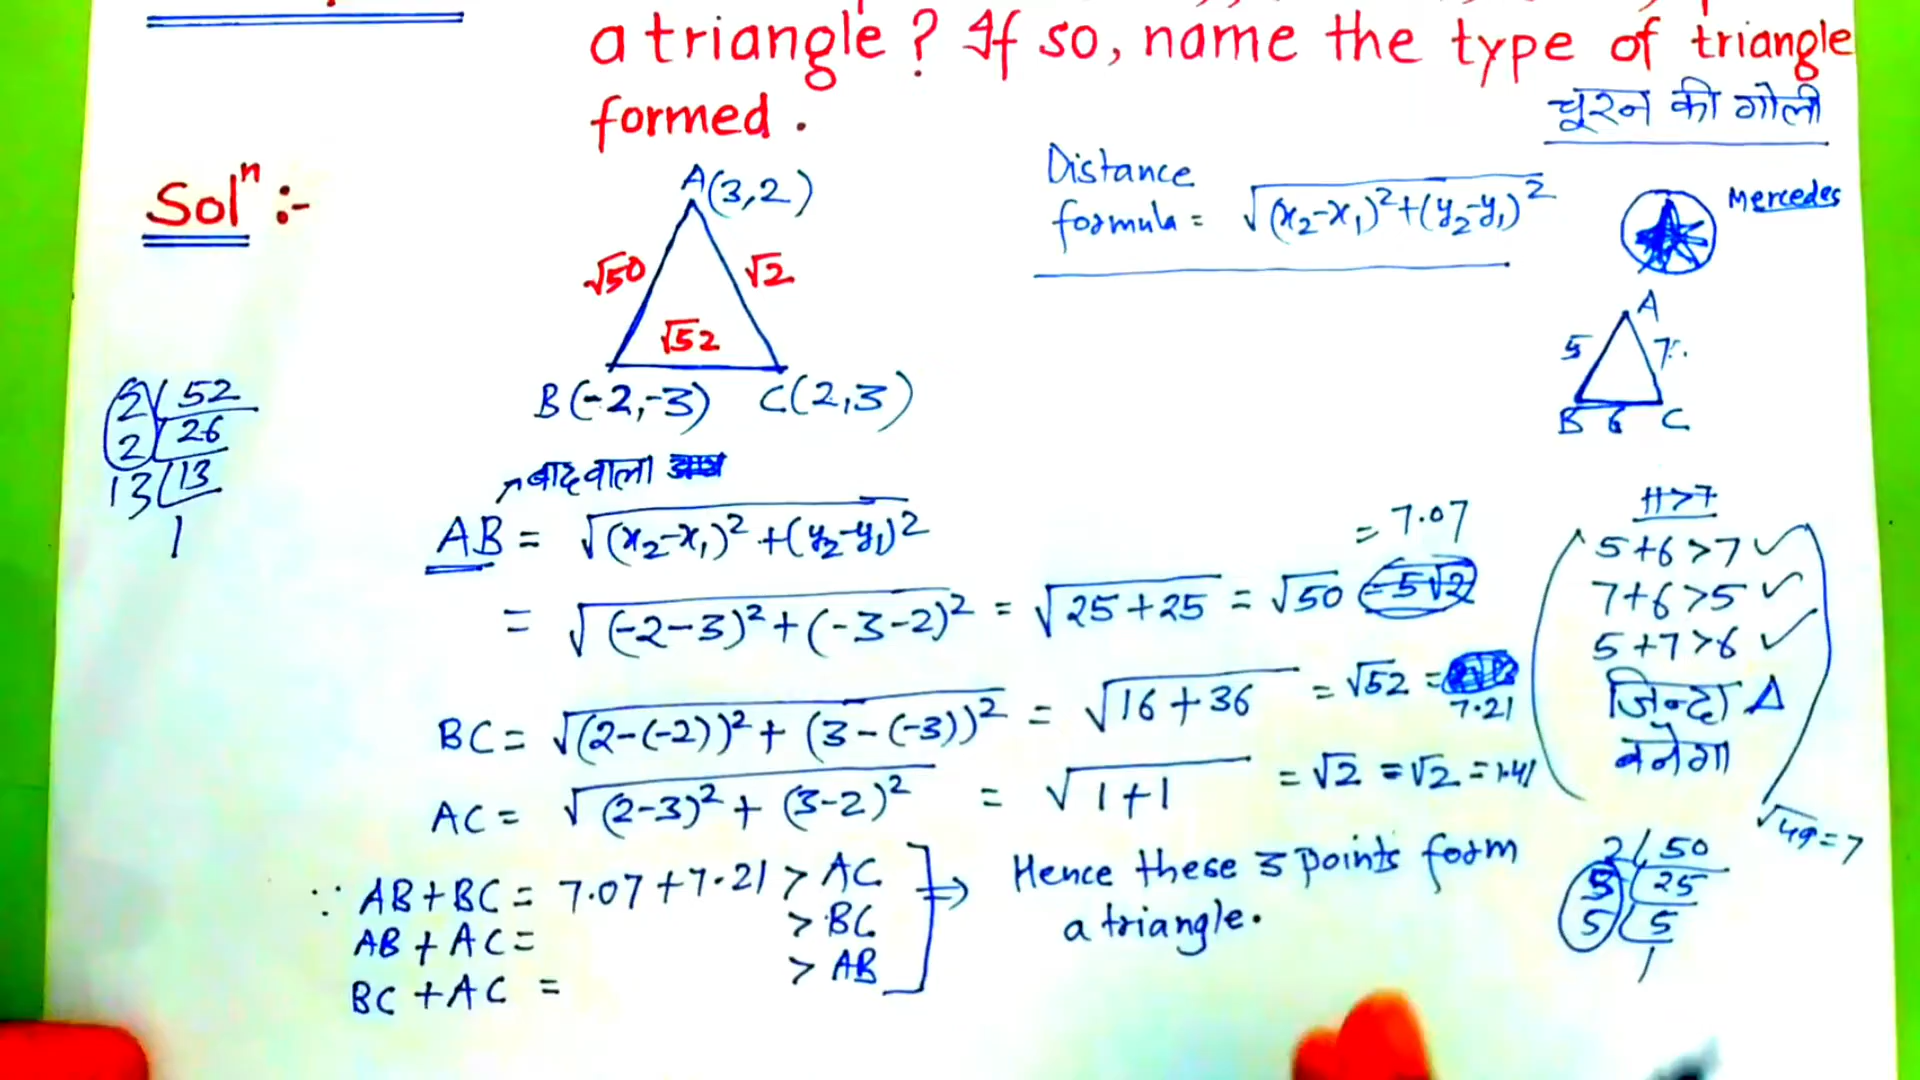 a triangle? If so, name the type of triangle
formed.
चूरन की गोली
Solⁿ :-
A(3,2)
Distance
formula = √(x₂-x₁)²+(y₂-y₁)²
Mercedes
√50
√2
√52
B(-2,-3) C(2,3)
A
5
7
B 6 C
2 52
2 26
13 13
1
बादवाला
AB = √(x₂-x₁)²+(y₂-y₁)²
= √(-2-3)²+(-3-2)² = √25+25 = √50 =5√2
= 7.07
BC = √(2-(-2))²+(3-(-3))² = √16+36 = √52 =
7.21
AC = √(2-3)²+(3-2)² = √1+1 = √2 = √2 = 1.41
11>7
5+6>7 ✓
7+6>5 ✓
5+7>6 ✓
जिन्दा Δ
बनेगा
√49=7
∵ AB+BC = 7.07+7.21 > AC
AB+AC = > BC
BC+AC = > AB
⇒ Hence these 3 points form
a triangle.
2 50
5 25
5 5
1